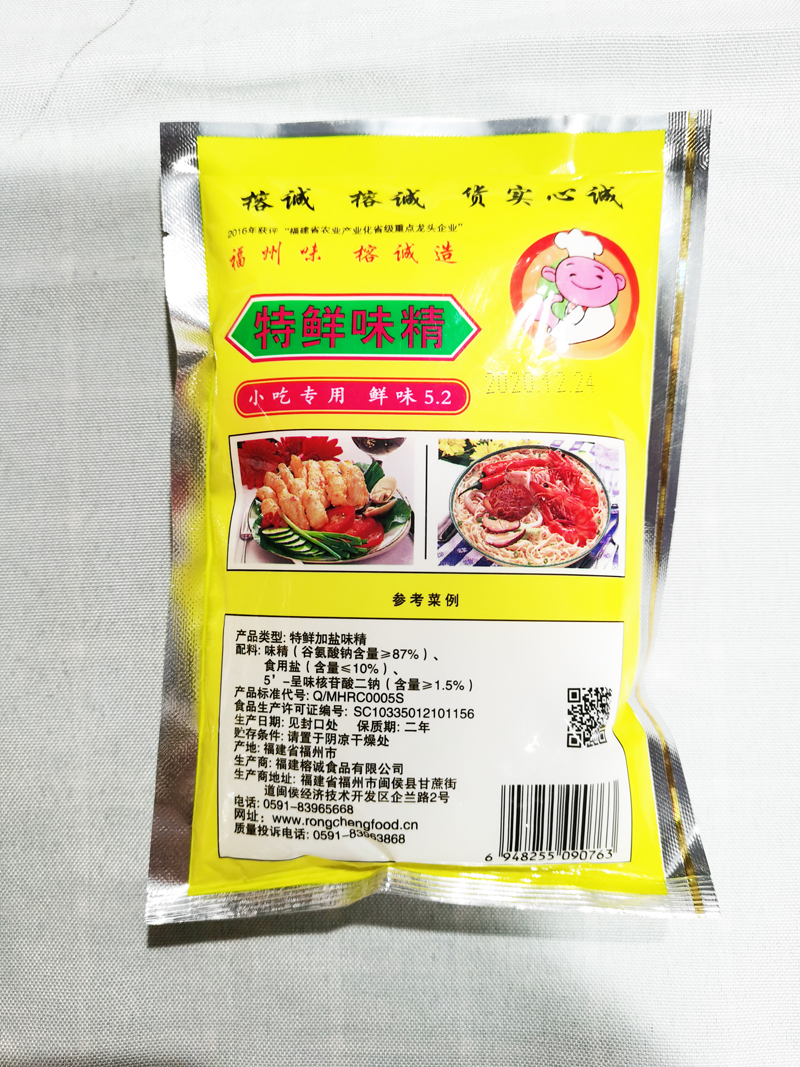 榕诚 榕诚 货实心诚
2016年获评“福建省农业产业化省级重点龙头企业”
福州味 榕诚造
特鲜味精
2020.12.24
小吃专用 鲜味5.2
参考菜例
产品类型: 特鲜加盐味精
配料: 味精（谷氨酸钠含量≥87%）、
食用盐（含量≤10%）、
5’-呈味核苷酸二钠（含量≥1.5%）
产品标准代号: Q/MHRC0005S
食品生产许可证编号: SC10335012101156
生产日期: 见封口处 保质期: 二年
贮存条件: 请置于阴凉干燥处
产地: 福建省福州市
生产商: 福建榕诚食品有限公司
生产商地址: 福建省福州市闽侯县甘蔗街
道闽侯经济技术开发区企兰路2号
电话: 0591-83965668
网址: www.rongchengfood.cn
质量投诉电话: 0591-83963868
6 948255 090763